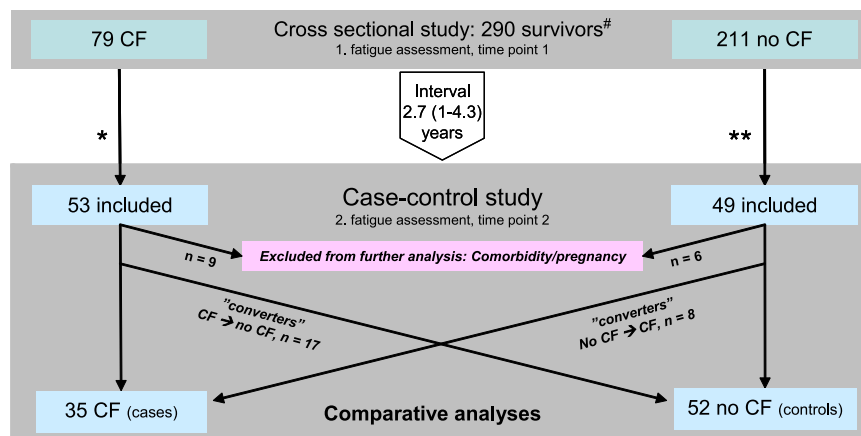 Cross sectional study: 290 survivors#
1. fatigue assessment, time point 1
79 CF
211 no CF
Interval
2.7 (1-4.3)
years
*
**
Case-control study
2. fatigue assessment, time point 2
53 included
49 included
n = 9
Excluded from further analysis: Comorbidity/pregnancy
n = 6
"converters"
CF → no CF, n = 17
"converters"
No CF → CF, n = 8
35 CF (cases)
Comparative analyses
52 no CF (controls)